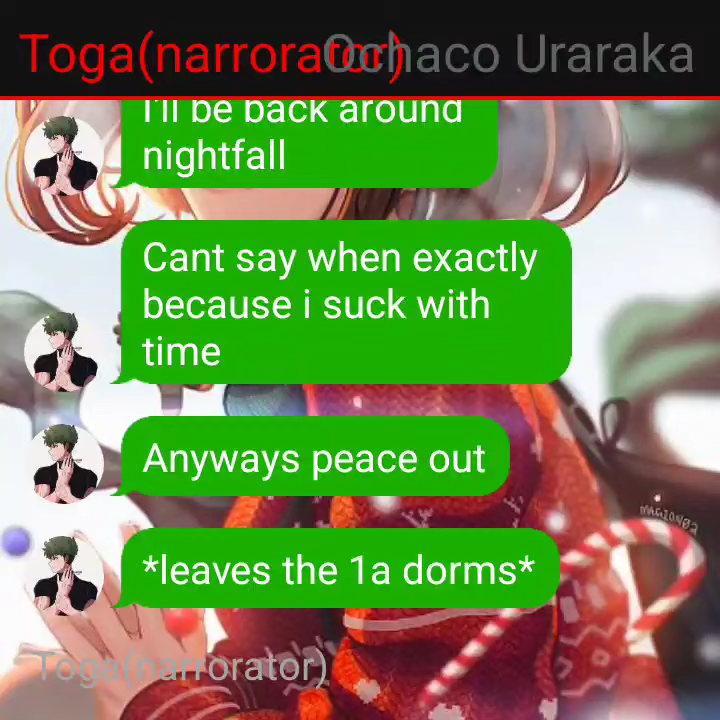 Toga(narrorator)
Ochaco Uraraka
I'll be back around
nightfall
Cant say when exactly
because i suck with
time
Anyways peace out
*leaves the 1a dorms*
Toga(narrorator)